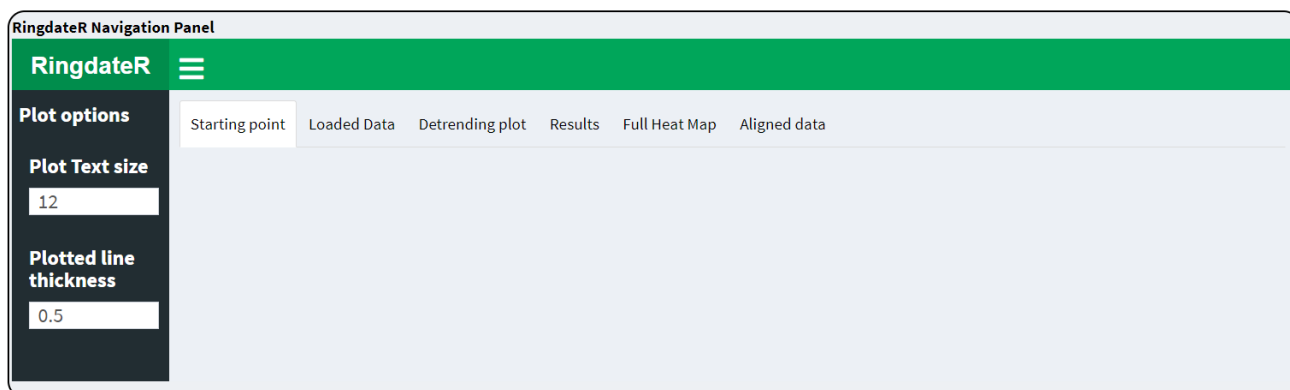 RingdateR Navigation Panel
RingdateR
Plot options
Starting point Loaded Data Detrending plot Results Full Heat Map Aligned data
Plot Text size
12
Plotted line
thickness
0.5